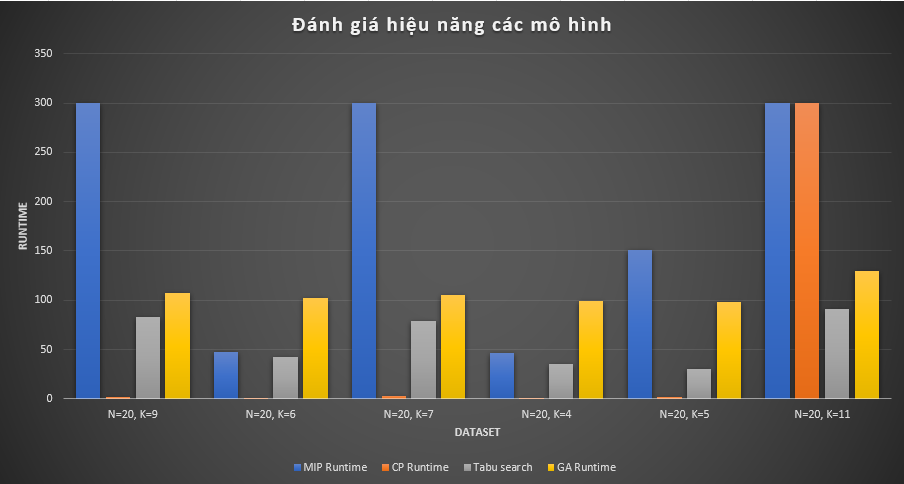 Đánh giá hiệu năng các mô hình
350
300
250
200
150
100
50
0
RUNTIME
N=20, K=9
N=20, K=6
N=20, K=7
N=20, K=4
N=20, K=5
N=20, K=11
DATASET
MIP Runtime
CP Runtime
Tabu search
GA Runtime